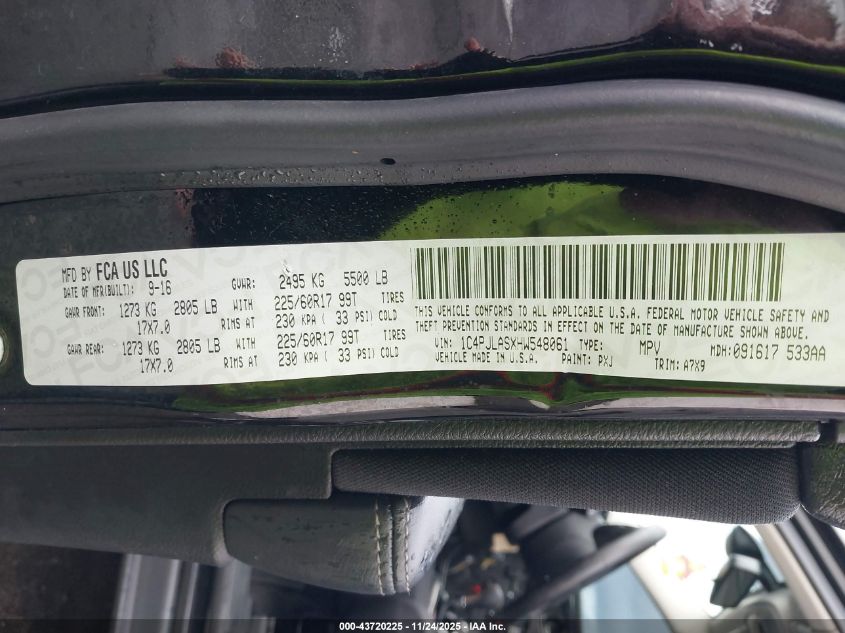 MFD BY FCA US LLC
DATE OF MFR(BUILT): 9-16 GVWR: 2495 KG 5500 LB
GAWR FRONT: 1273 KG 2805 LB WITH 225/60R17 99T TIRES
17X7.0 RIMS AT 230 KPA ( 33 PSI) COLD
GAWR REAR: 1273 KG 2805 LB WITH 225/60R17 99T TIRES
17X7.0 RIMS AT 230 KPA ( 33 PSI) COLD
THIS VEHICLE CONFORMS TO ALL APPLICABLE U.S.A. FEDERAL MOTOR VEHICLE SAFETY AND
THEFT PREVENTION STANDARDS IN EFFECT ON THE DATE OF MANUFACTURE SHOWN ABOVE.
VIN: 1C4PJLASXHW548061 TYPE: MPV MDH: 091617 533AA
MADE IN U.S.A. PAINT: PXJ TRIM: A7X9
000-43720225 - 11/24/2025 - IAA Inc.